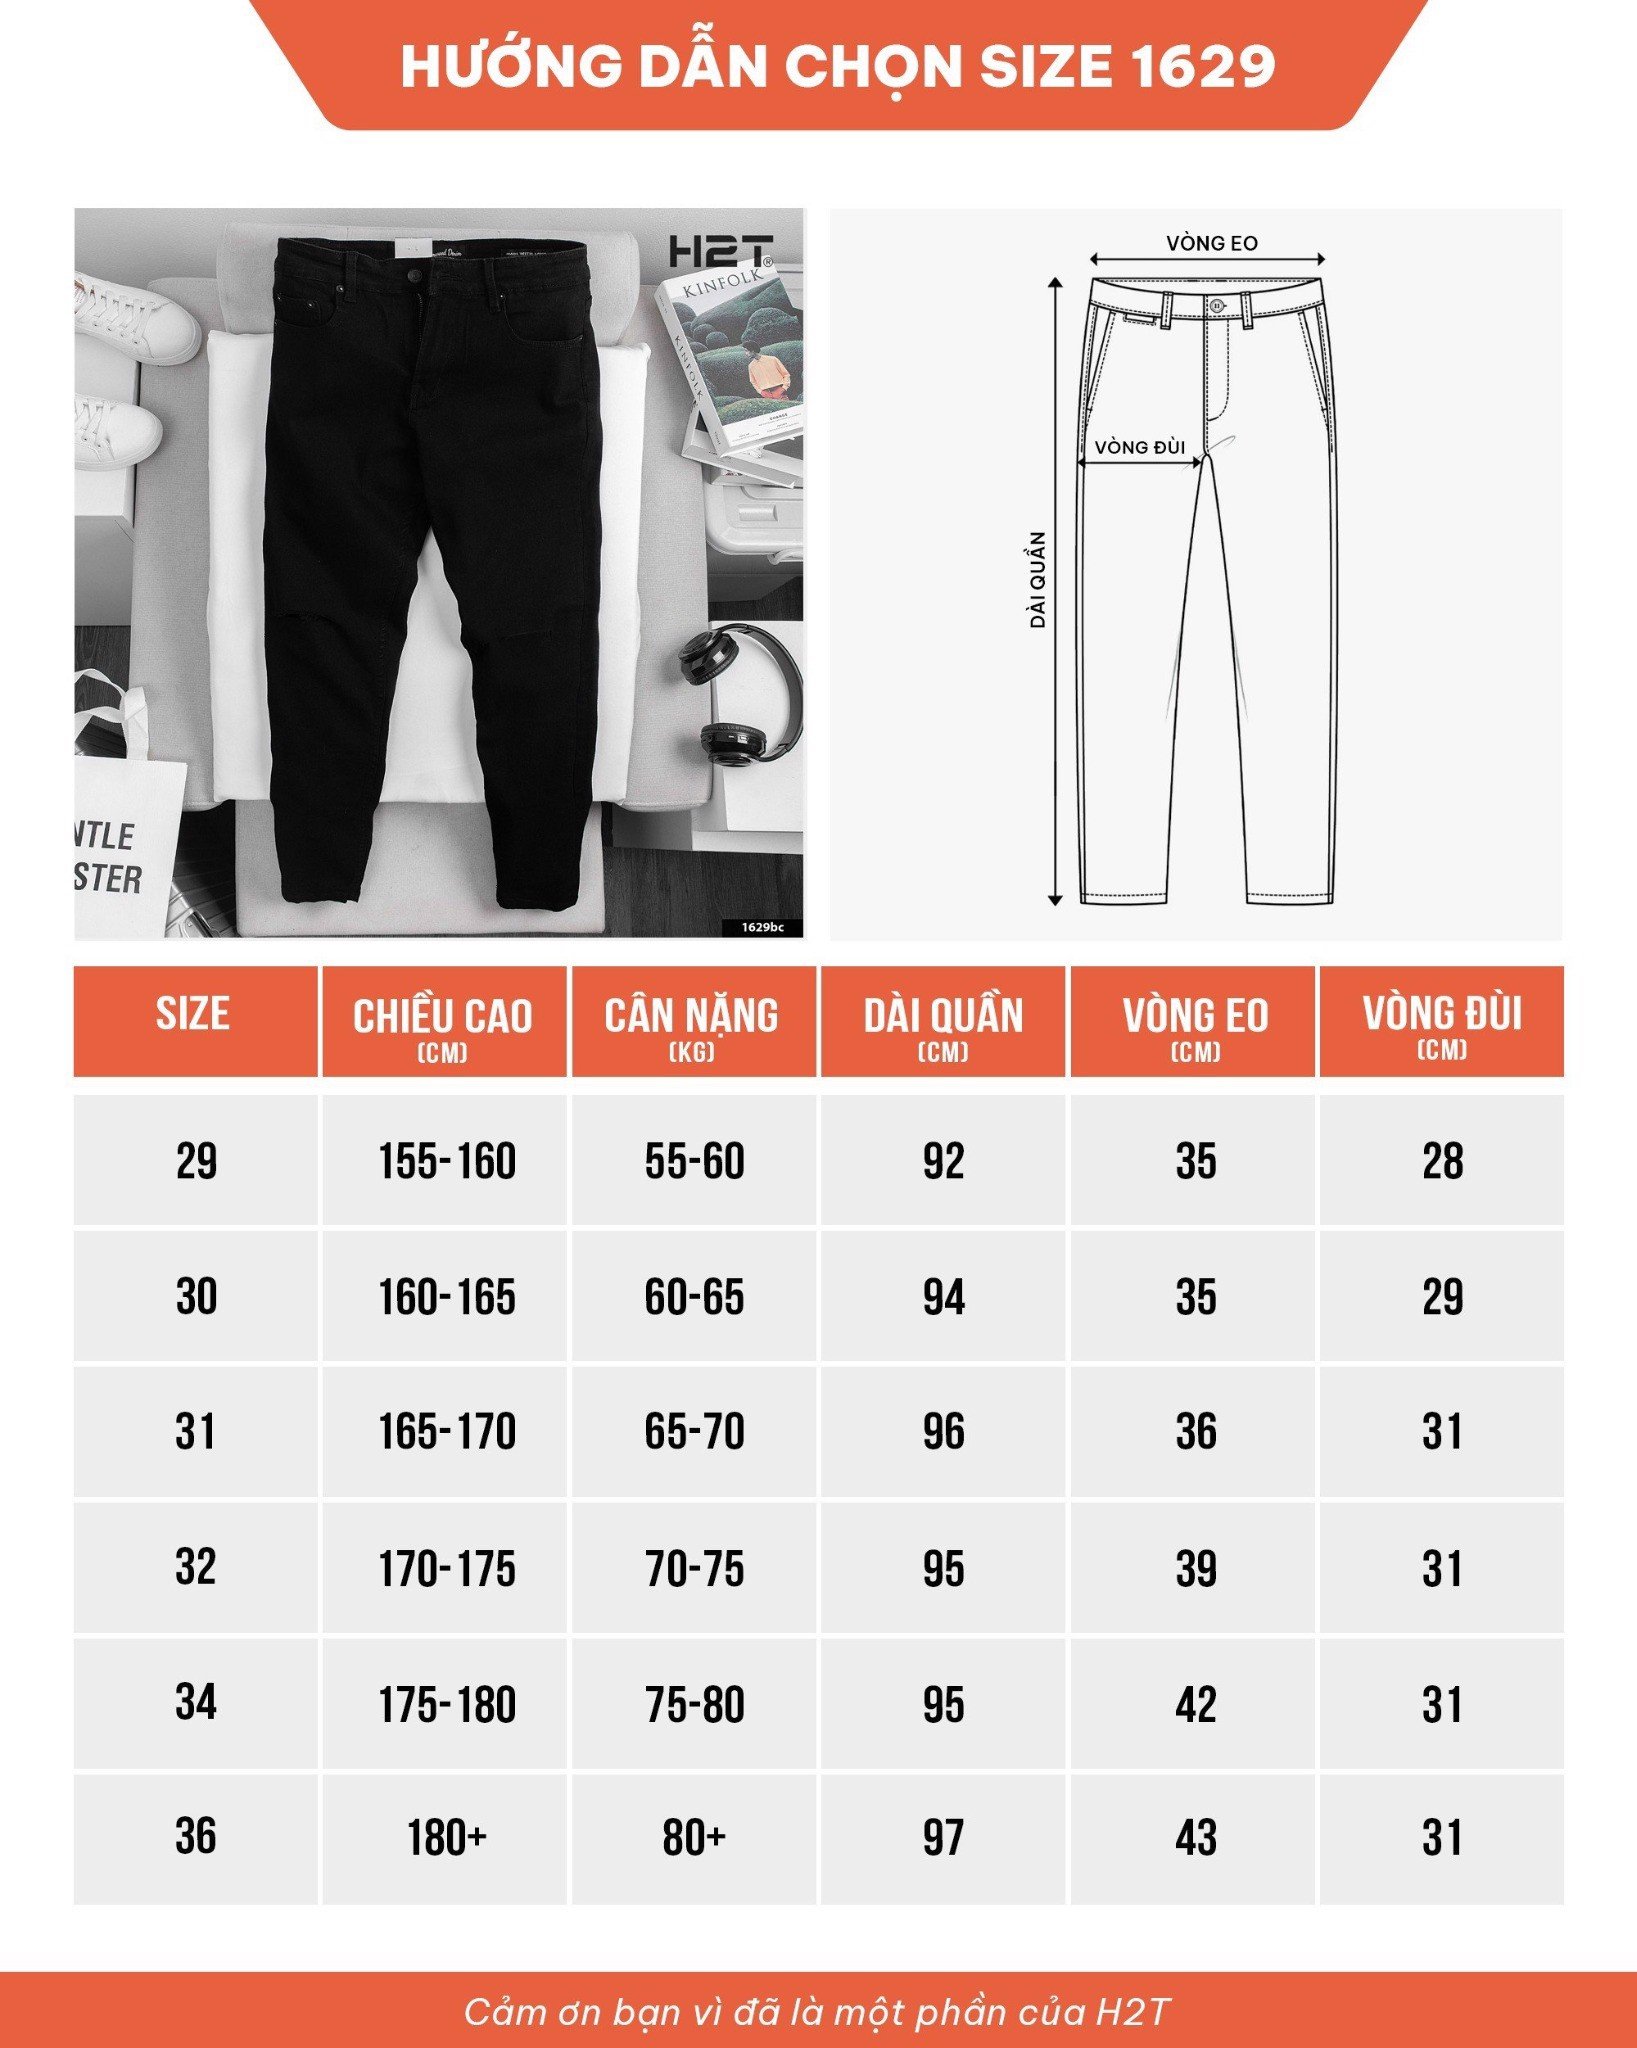 HƯỚNG DẪN CHỌN SIZE 1629
H2T®
KINFOLK
KINFOLK
NTLE
STER
1629bc
VÒNG EO
VÒNG ĐÙI
DÀI QUẦN
SIZE CHIỀU CAO (CM) CÂN NẶNG (KG) DÀI QUẦN (CM) VÒNG EO (CM) VÒNG ĐÙI (CM)
29 155-160 55-60 92 35 28
30 160-165 60-65 94 35 29
31 165-170 65-70 96 36 31
32 170-175 70-75 95 39 31
34 175-180 75-80 95 42 31
36 180+ 80+ 97 43 31
Cảm ơn bạn vì đã là một phần của H2T